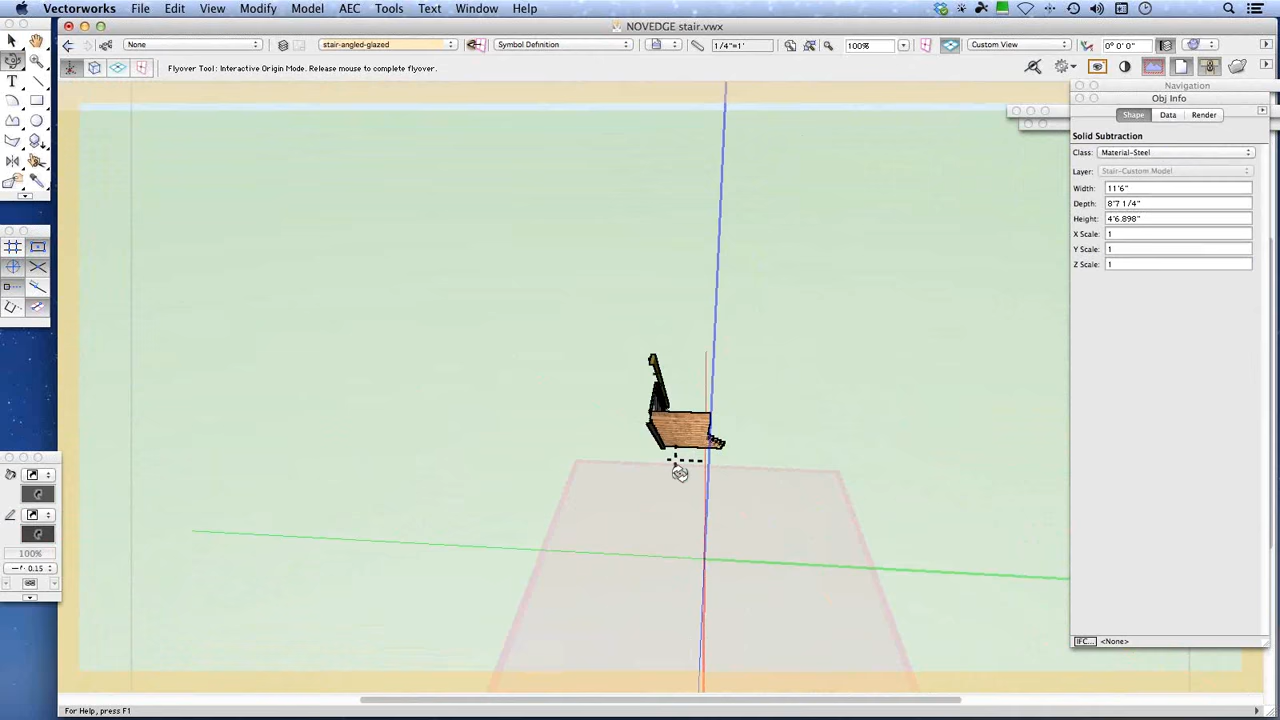 Vectorworks File Edit View Modify Model AEC Tools Text Window Help
NOVEDGE stair.vwx
None stair-angled-glazed Symbol Definition 1/4"=1' 100% Custom View 0° 0' 0"
Flyover Tool: Interactive Origin Mode. Release mouse to complete flyover.
Navigation
Obj Info
Shape Data Render
Solid Subtraction
Class: Material-Steel
Layer: Stair-Custom Model
Width: 11'6"
Depth: 8'7 1/4"
Height: 4'6.898"
X Scale: 1
Y Scale: 1
Z Scale: 1
100%
0.15
IFC... <None>
For Help, press F1